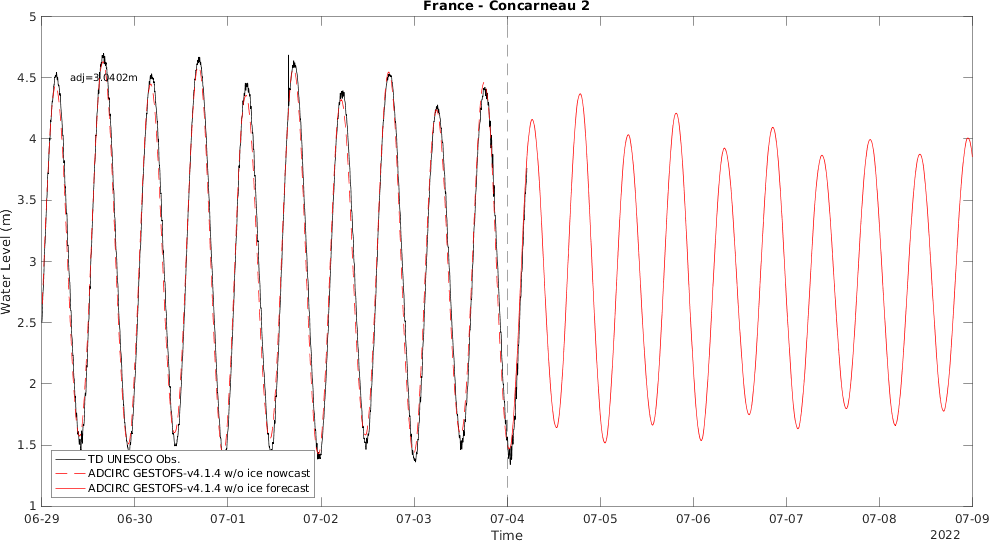 France - Concarneau 2
5
4.5
4
3.5
3
2.5
2
1.5
1
Water Level (m)
adj=3.0402m
TD UNESCO Obs.
ADCIRC GESTOFS-v4.1.4 w/o ice nowcast
ADCIRC GESTOFS-v4.1.4 w/o ice forecast
06-29 06-30 07-01 07-02 07-03 07-04 07-05 07-06 07-07 07-08 07-09
Time
2022